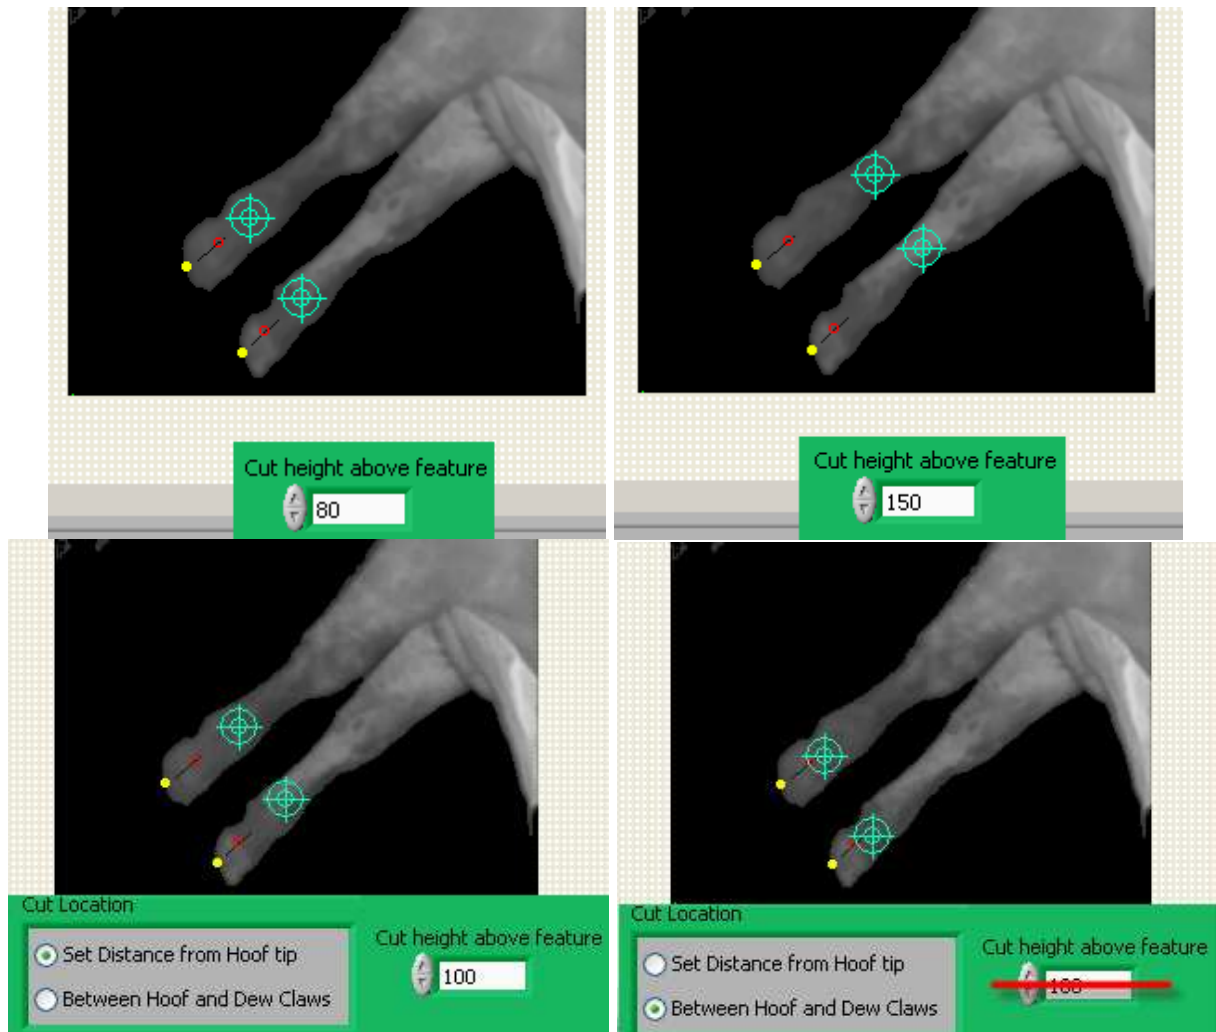 Cut height above feature
80
Cut height above feature
150
Cut Location
Set Distance from Hoof tip
Between Hoof and Dew Claws
Cut height above feature
100
Cut Location
Set Distance from Hoof tip
Between Hoof and Dew Claws
Cut height above feature
100